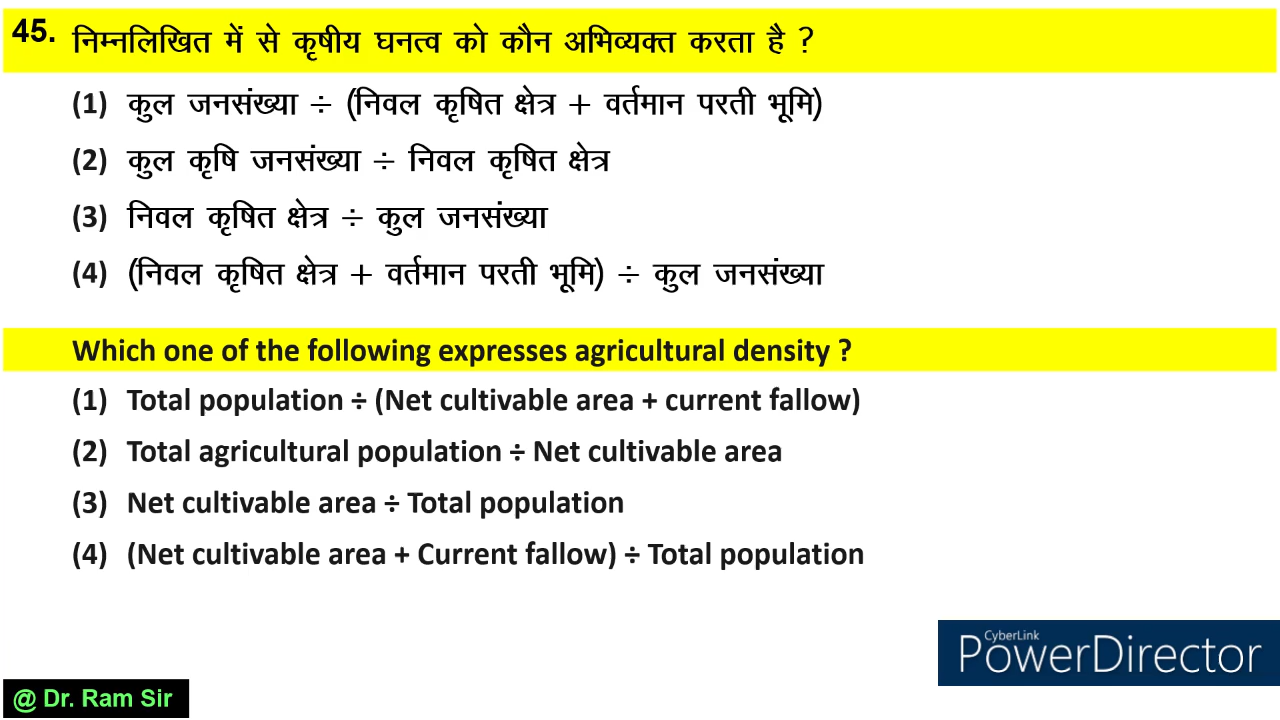 45. निम्नलिखित में से कृषीय घनत्व को कौन अभिव्यक्त करता है ?
(1) कुल जनसंख्या ÷ (निवल कृषित क्षेत्र + वर्तमान परती भूमि)
(2) कुल कृषि जनसंख्या ÷ निवल कृषित क्षेत्र
(3) निवल कृषित क्षेत्र ÷ कुल जनसंख्या
(4) (निवल कृषित क्षेत्र + वर्तमान परती भूमि) ÷ कुल जनसंख्या
Which one of the following expresses agricultural density ?
(1) Total population ÷ (Net cultivable area + current fallow)
(2) Total agricultural population ÷ Net cultivable area
(3) Net cultivable area ÷ Total population
(4) (Net cultivable area + Current fallow) ÷ Total population
CyberLink
PowerDirector
@ Dr. Ram Sir